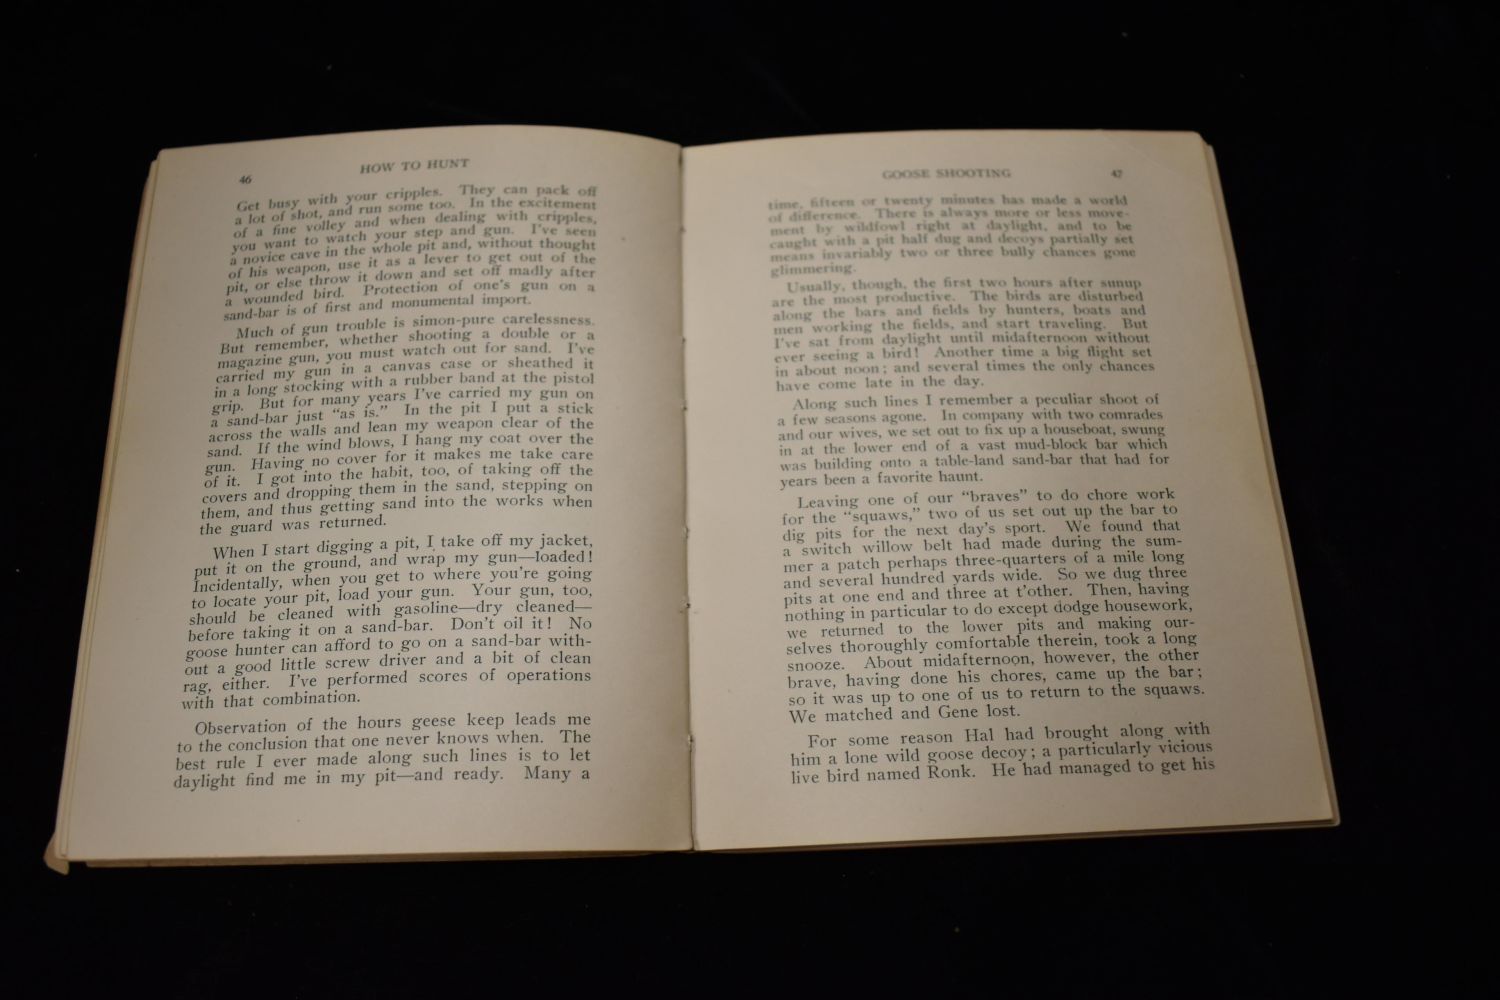 46
HOW TO HUNT
Get busy with your cripples. They can pack off
a lot of shot, and run some too. In the excitement
of a fine volley and when dealing with cripples,
you want to watch your step and gun. I've seen
a novice cave in the whole pit and, without thought
of his weapon, use it as a lever to get out of the
pit, or else throw it down and set off madly after
a wounded bird. Protection of one's gun on a
sand-bar is of first and monumental import.
Much of gun trouble is simon-pure carelessness.
But remember, whether shooting a double or a
magazine gun, you must watch out for sand. I've
carried my gun in a canvas case or sheathed it
in a long stocking with a rubber band at the pistol
grip. But for many years I've carried my gun on
a sand-bar just "as is." In the pit I put a stick
across the walls and lean my weapon clear of the
sand. If the wind blows, I hang my coat over the
gun. Having no cover for it makes me take care
of it. I got into the habit, too, of taking off the
covers and dropping them in the sand, stepping on
them, and thus getting sand into the works when
the guard was returned.
When I start digging a pit, I take off my jacket,
put it on the ground, and wrap my gun—loaded!
Incidentally, when you get to where you're going
to locate your pit, load your gun. Your gun, too,
should be cleaned with gasoline—dry cleaned—
before taking it on a sand-bar. Don't oil it! No
goose hunter can afford to go on a sand-bar with-
out a good little screw driver and a bit of clean
rag, either. I've performed scores of operations
with that combination.
Observation of the hours geese keep leads me
to the conclusion that one never knows when. The
best rule I ever made along such lines is to let
daylight find me in my pit—and ready. Many a
GOOSE SHOOTING
47
time, fifteen or twenty minutes has made a world
of difference. There is always more or less move-
ment by wildfowl right at daylight, and to be
caught with a pit half dug and decoys partially set
means invariably two or three bully chances gone
glimmering.
Usually, though, the first two hours after sunup
are the most productive. The birds are disturbed
along the bars and fields by hunters, boats and
men working the fields, and start traveling. But
I've sat from daylight until midafternoon without
ever seeing a bird! Another time a big flight set
in about noon; and several times the only chances
have come late in the day.
Along such lines I remember a peculiar shoot of
a few seasons agone. In company with two comrades
and our wives, we set out to fix up a houseboat, swung
in at the lower end of a vast mud-block bar which
was building onto a table-land sand-bar that had for
years been a favorite haunt.
Leaving one of our "braves" to do chore work
for the "squaws," two of us set out up the bar to
dig pits for the next day's sport. We found that
a switch willow belt had made during the sum-
mer a patch perhaps three-quarters of a mile long
and several hundred yards wide. So we dug three
pits at one end and three at t'other. Then, having
nothing in particular to do except dodge housework,
we returned to the lower pits and making our-
selves thoroughly comfortable therein, took a long
snooze. About midafternoon, however, the other
brave, having done his chores, came up the bar;
so it was up to one of us to return to the squaws.
We matched and Gene lost.
For some reason Hal had brought along with
him a lone wild goose decoy; a particularly vicious
live bird named Ronk. He had managed to get his